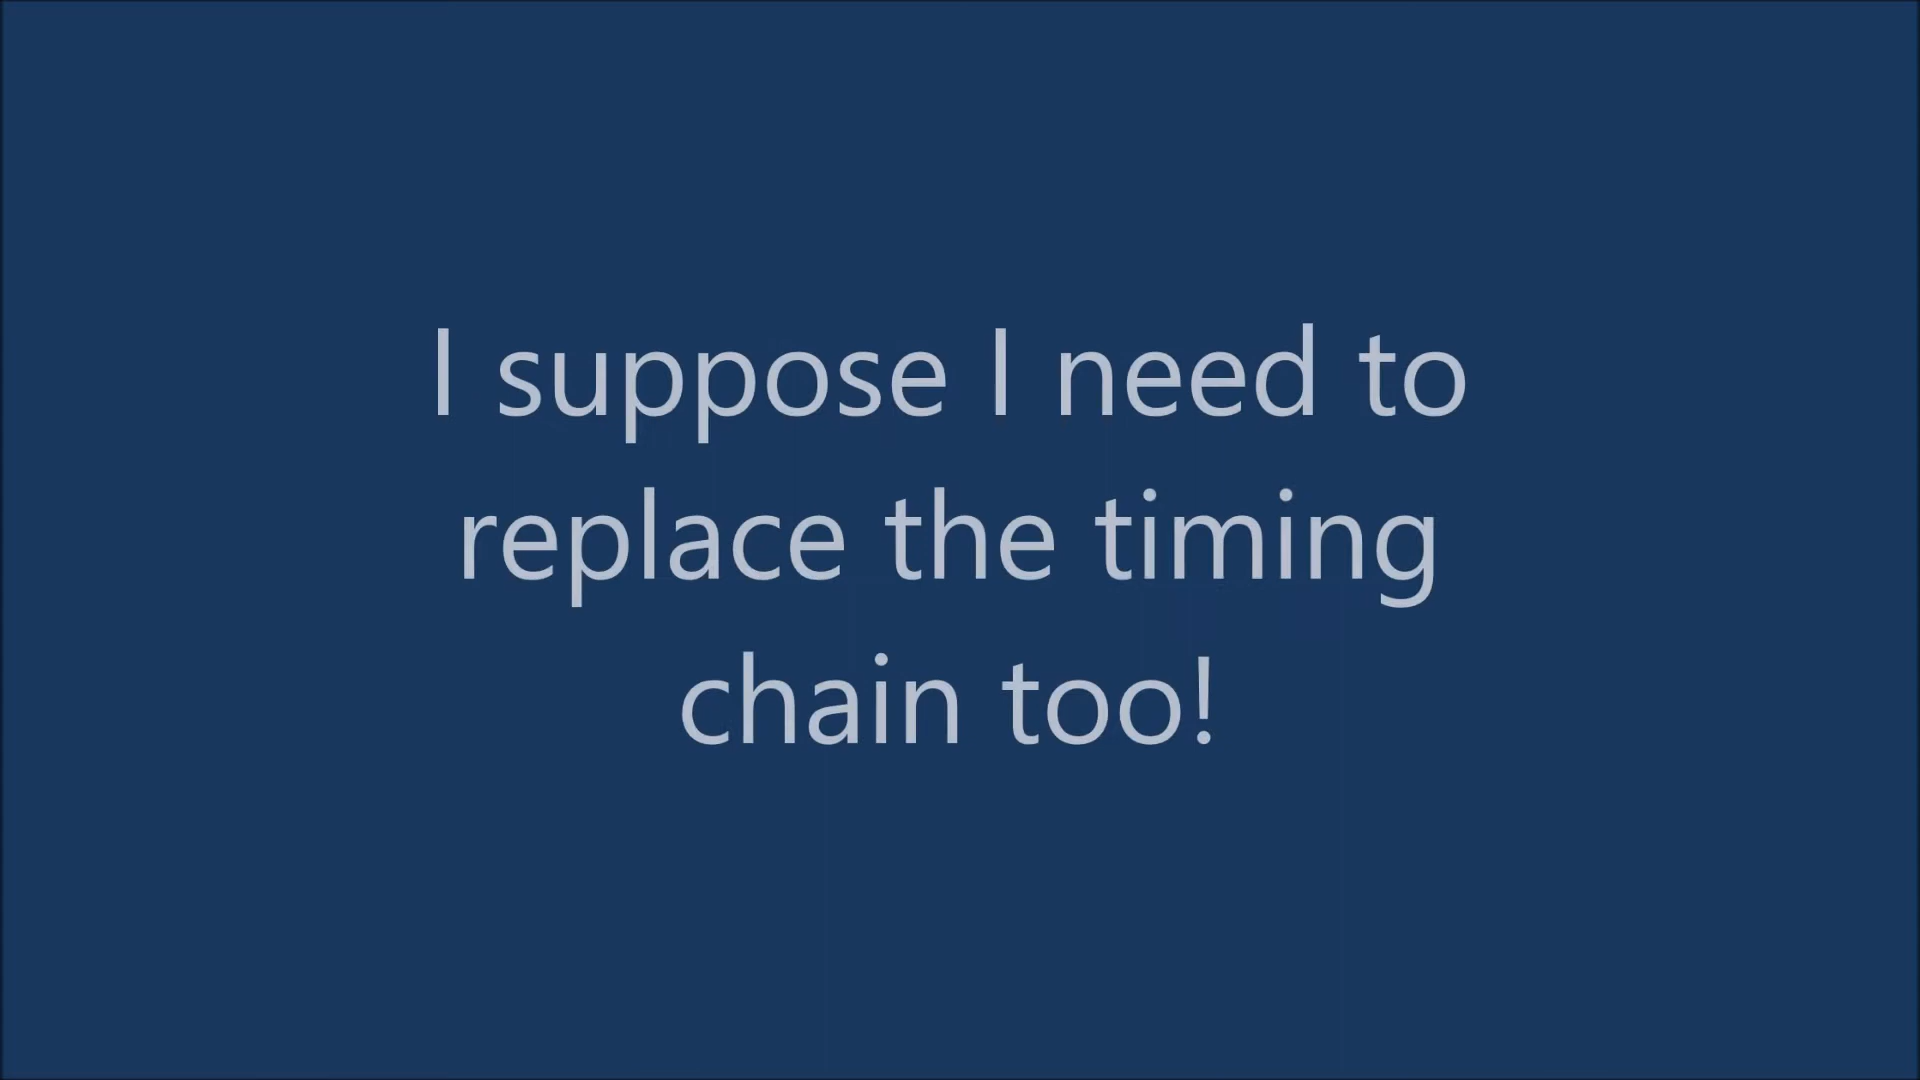 I suppose I need to
replace the timing
chain too!